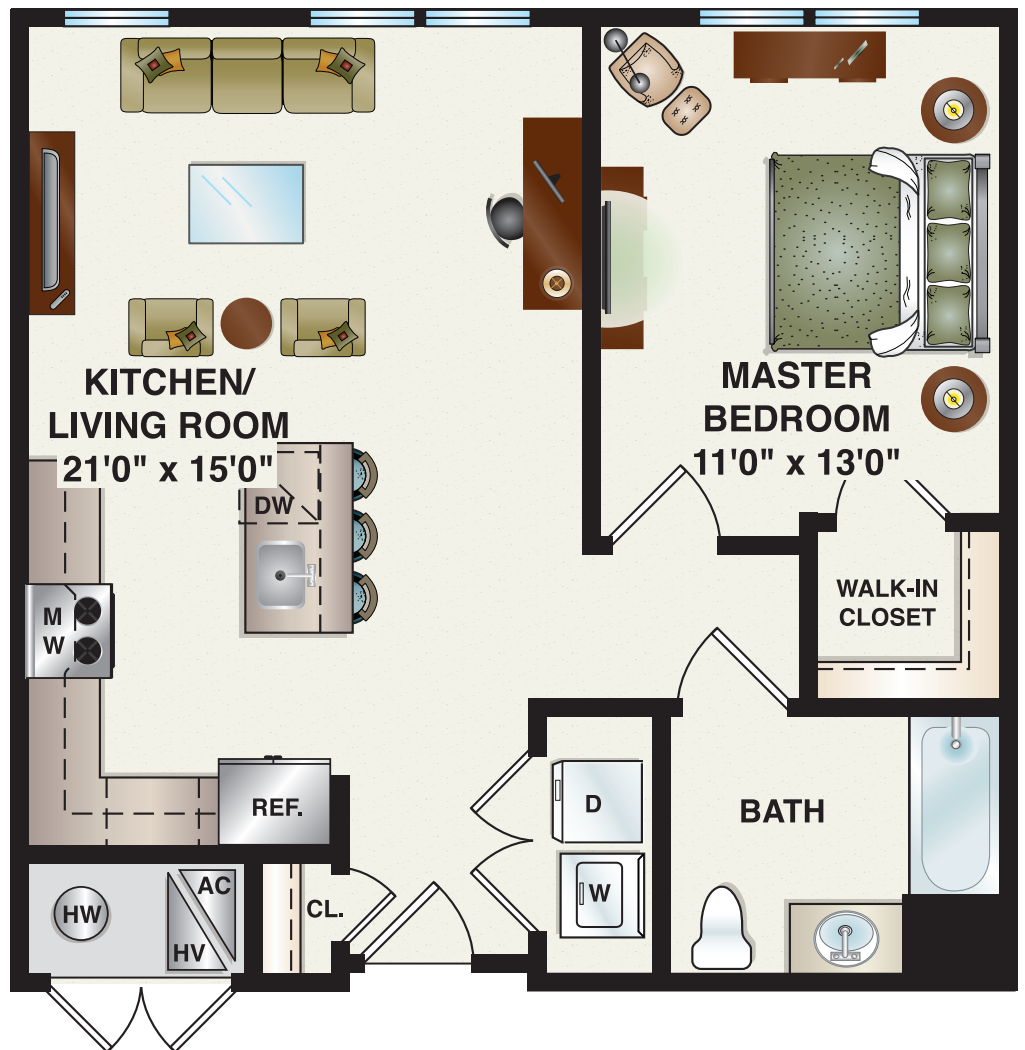 KITCHEN/
LIVING ROOM
21'0" x 15'0"
MASTER
BEDROOM
11'0" x 13'0"
DW
M
W
WALK-IN
CLOSET
REF.
D
BATH
W
AC
HW
HV
CL.